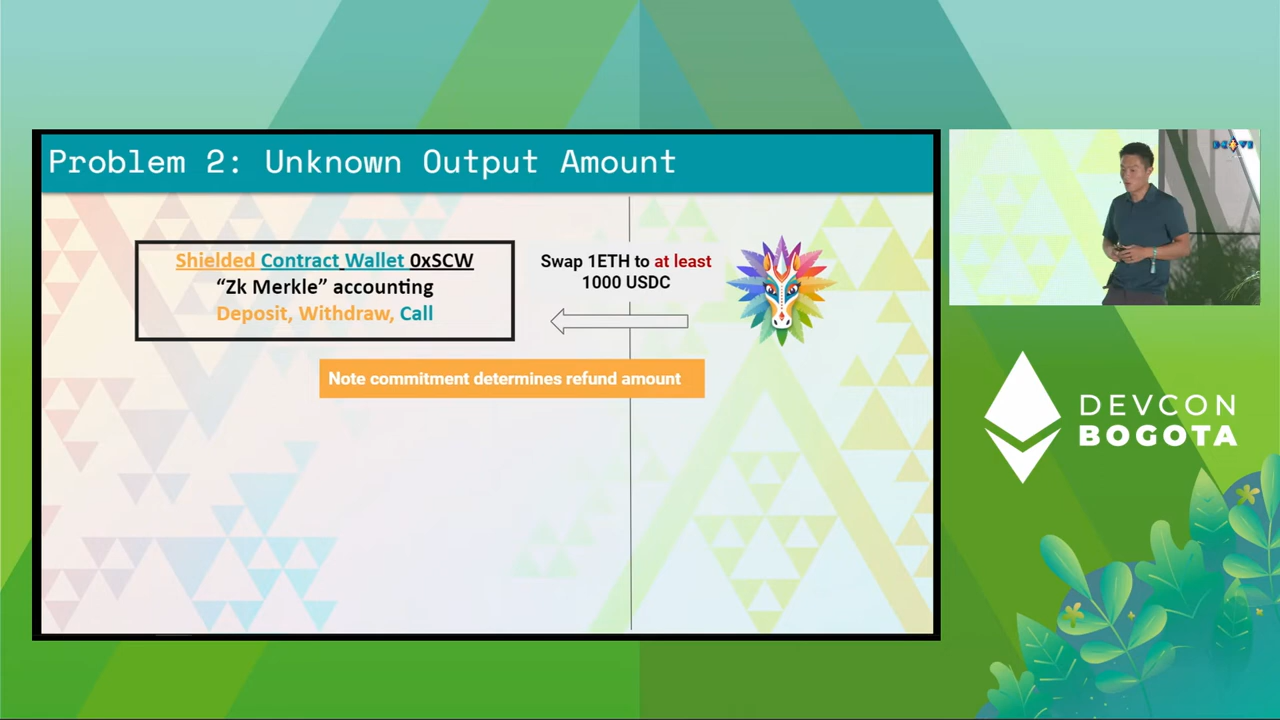 Problem 2: Unknown Output Amount
Shielded Contract Wallet 0xSCW
“Zk Merkle” accounting
Deposit, Withdraw, Call
Swap 1ETH to at least
1000 USDC
Note commitment determines refund amount
DEVCON
BOGOTA